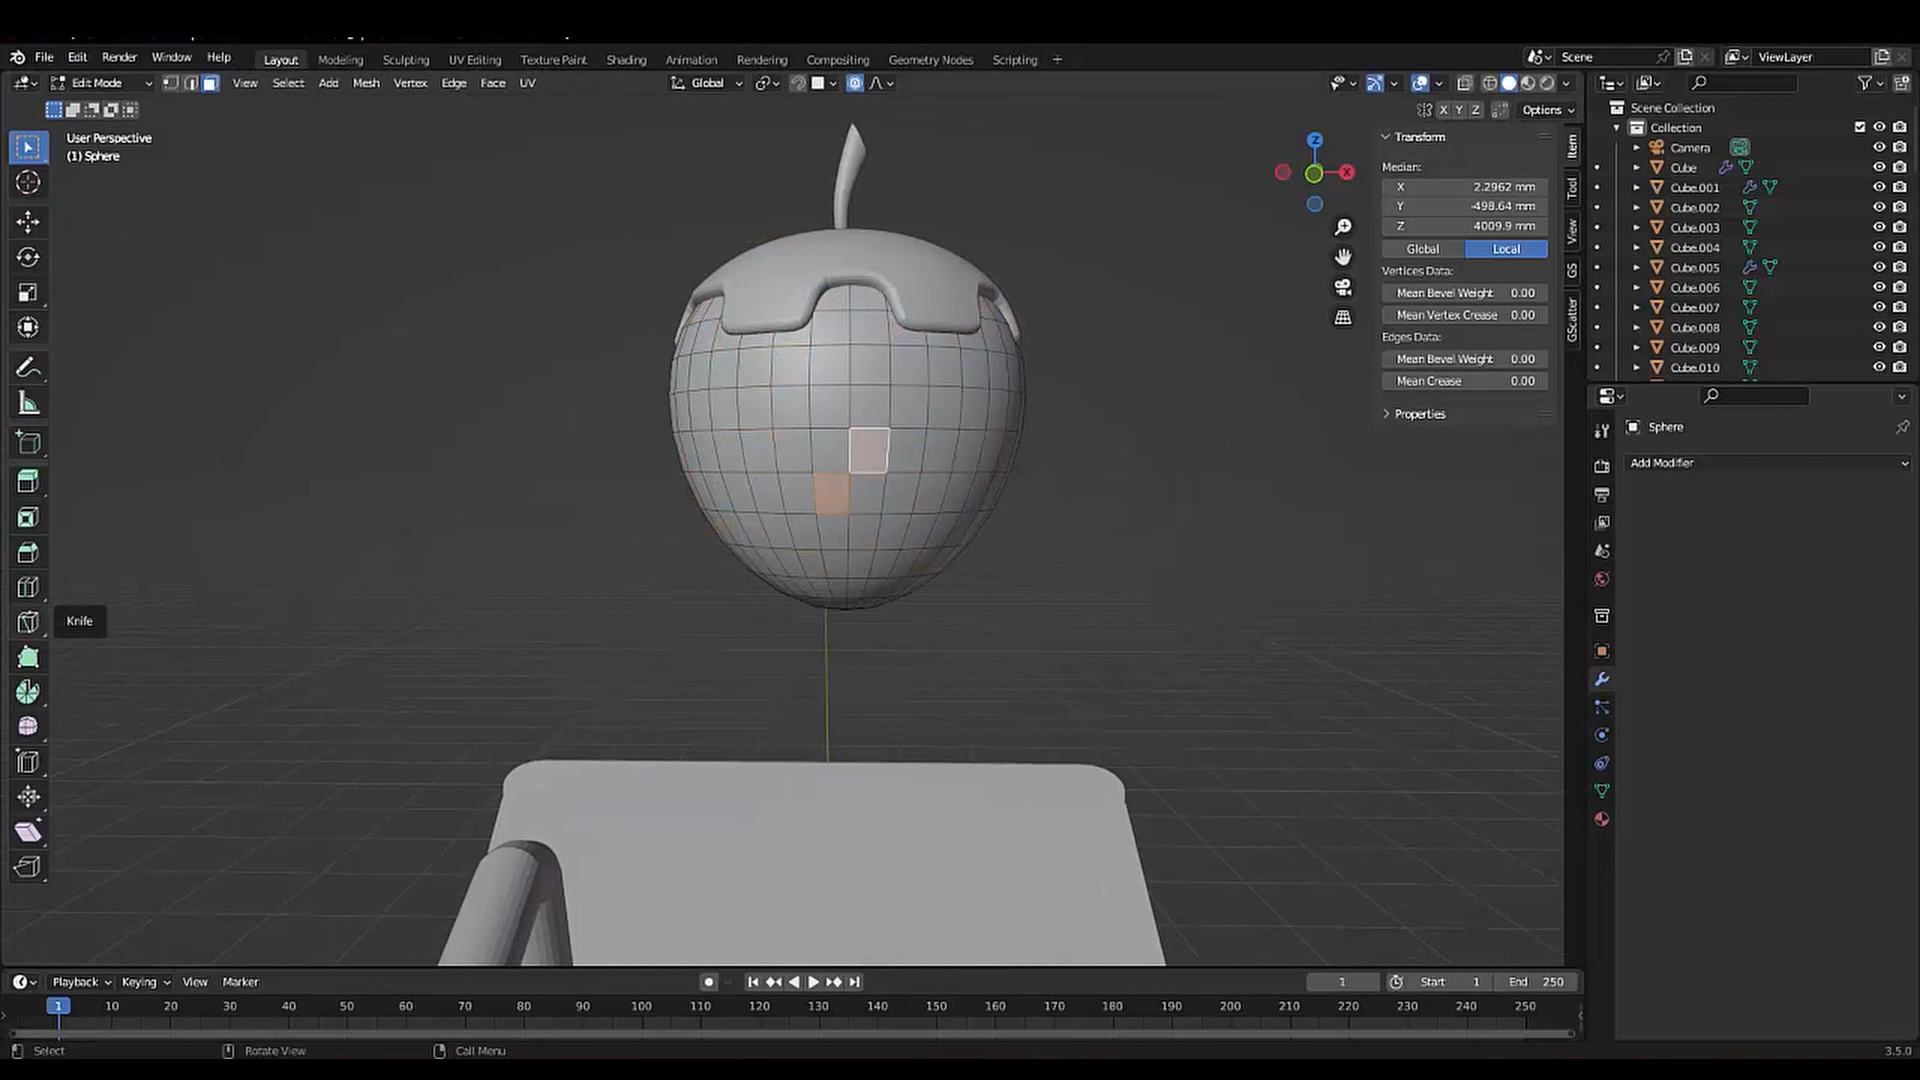 File Edit Render Window Help Layout Modeling Sculpting UV Editing Texture Paint Shading Animation Rendering Compositing Geometry Nodes Scripting + Scene ViewLayer
Edit Mode View Select Add Mesh Vertex Edge Face UV Global
X Y Z Options
User Perspective
(1) Sphere
Z
X
Transform
Median:
X 2.2962 mm
Y -498.64 mm
Z 4009.9 mm
Global Local
Vertices Data:
Mean Bevel Weight 0.00
Mean Vertex Crease 0.00
Edges Data:
Mean Bevel Weight 0.00
Mean Crease 0.00
Properties
Item
Tool
View
GS
GScatter
Scene Collection
Collection
Camera
Cube
Cube.001
Cube.002
Cube.003
Cube.004
Cube.005
Cube.006
Cube.007
Cube.008
Cube.009
Cube.010
Sphere
Add Modifier
Knife
Playback Keying View Marker 1 Start 1 End 250
1 10 20 30 40 50 60 70 80 90 100 110 120 130 140 150 160 170 180 190 200 210 220 230 240 250
Select Rotate View Call Menu 3.5.0